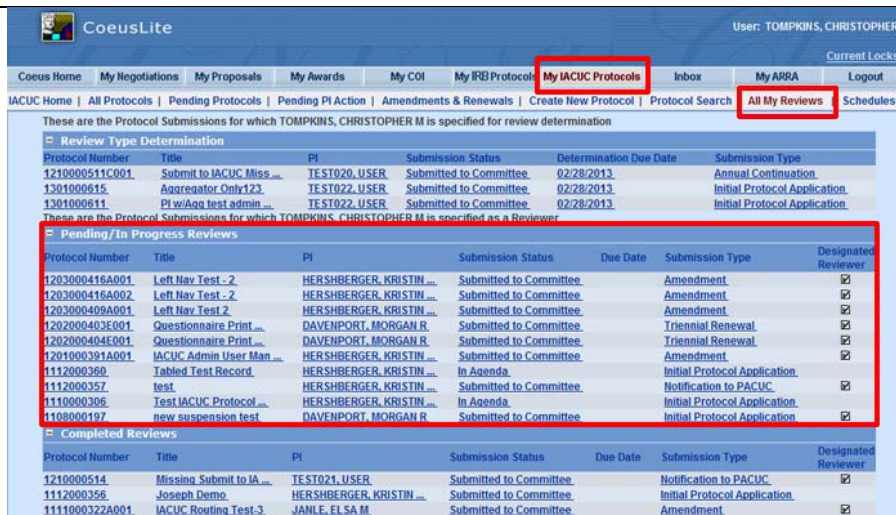 CoeusLite
User: TOMPKINS, CHRISTOPHER
Current Locks
Coeus Home My Negotiations My Proposals My Awards My COI My IRB Protocols My IACUC Protocols Inbox My ARRA Logout
IACUC Home | All Protocols | Pending Protocols | Pending PI Action | Amendments & Renewals | Create New Protocol | Protocol Search | All My Reviews | Schedules
These are the Protocol Submissions for which TOMPKINS, CHRISTOPHER M is specified for review determination
Review Type Determination
Protocol Number Title PI Submission Status Determination Due Date Submission Type
1210000511C001 Submit to IACUC Miss ... TEST020, USER Submitted to Committee 02/28/2013 Annual Continuation
1301000615 Aggregator Only123 TEST022, USER Submitted to Committee 02/28/2013 Initial Protocol Application
1301000611 PI w/Agg test admin ... TEST022, USER Submitted to Committee 02/28/2013 Initial Protocol Application
These are the Protocol Submissions for which TOMPKINS, CHRISTOPHER M is specified as a Reviewer
Pending/In Progress Reviews
Protocol Number Title PI Submission Status Due Date Submission Type Designated Reviewer
1203000416A001 Left Nav Test - 2 HERSHBERGER, KRISTIN ... Submitted to Committee Amendment
1203000416A002 Left Nav Test - 2 HERSHBERGER, KRISTIN ... Submitted to Committee Amendment
1203000409A001 Left Nav Test 2 HERSHBERGER, KRISTIN ... Submitted to Committee Amendment
1202000403E001 Questionnaire Print ... DAVENPORT, MORGAN R Submitted to Committee Triennial Renewal
1202000404E001 Questionnaire Print ... DAVENPORT, MORGAN R Submitted to Committee Triennial Renewal
1201000391A001 IACUC Admin User Man ... HERSHBERGER, KRISTIN ... Submitted to Committee Amendment
1112000360 Tabled Test Record HERSHBERGER, KRISTIN ... In Agenda Initial Protocol Application
1112000357 test HERSHBERGER, KRISTIN ... Submitted to Committee Notification to PACUC
1110000306 Test IACUC Protocol ... HERSHBERGER, KRISTIN ... In Agenda Initial Protocol Application
1108000197 new suspension test DAVENPORT, MORGAN R Submitted to Committee Initial Protocol Application
Completed Reviews
Protocol Number Title PI Submission Status Due Date Submission Type Designated Reviewer
1210000514 Missing Submit to IA ... TEST021, USER Submitted to Committee Notification to PACUC
1112000356 Joseph Demo HERSHBERGER, KRISTIN ... Submitted to Committee Initial Protocol Application
1111000322A001 IACUC Routing Test-3 JANLE, ELSA M Submitted to Committee Amendment